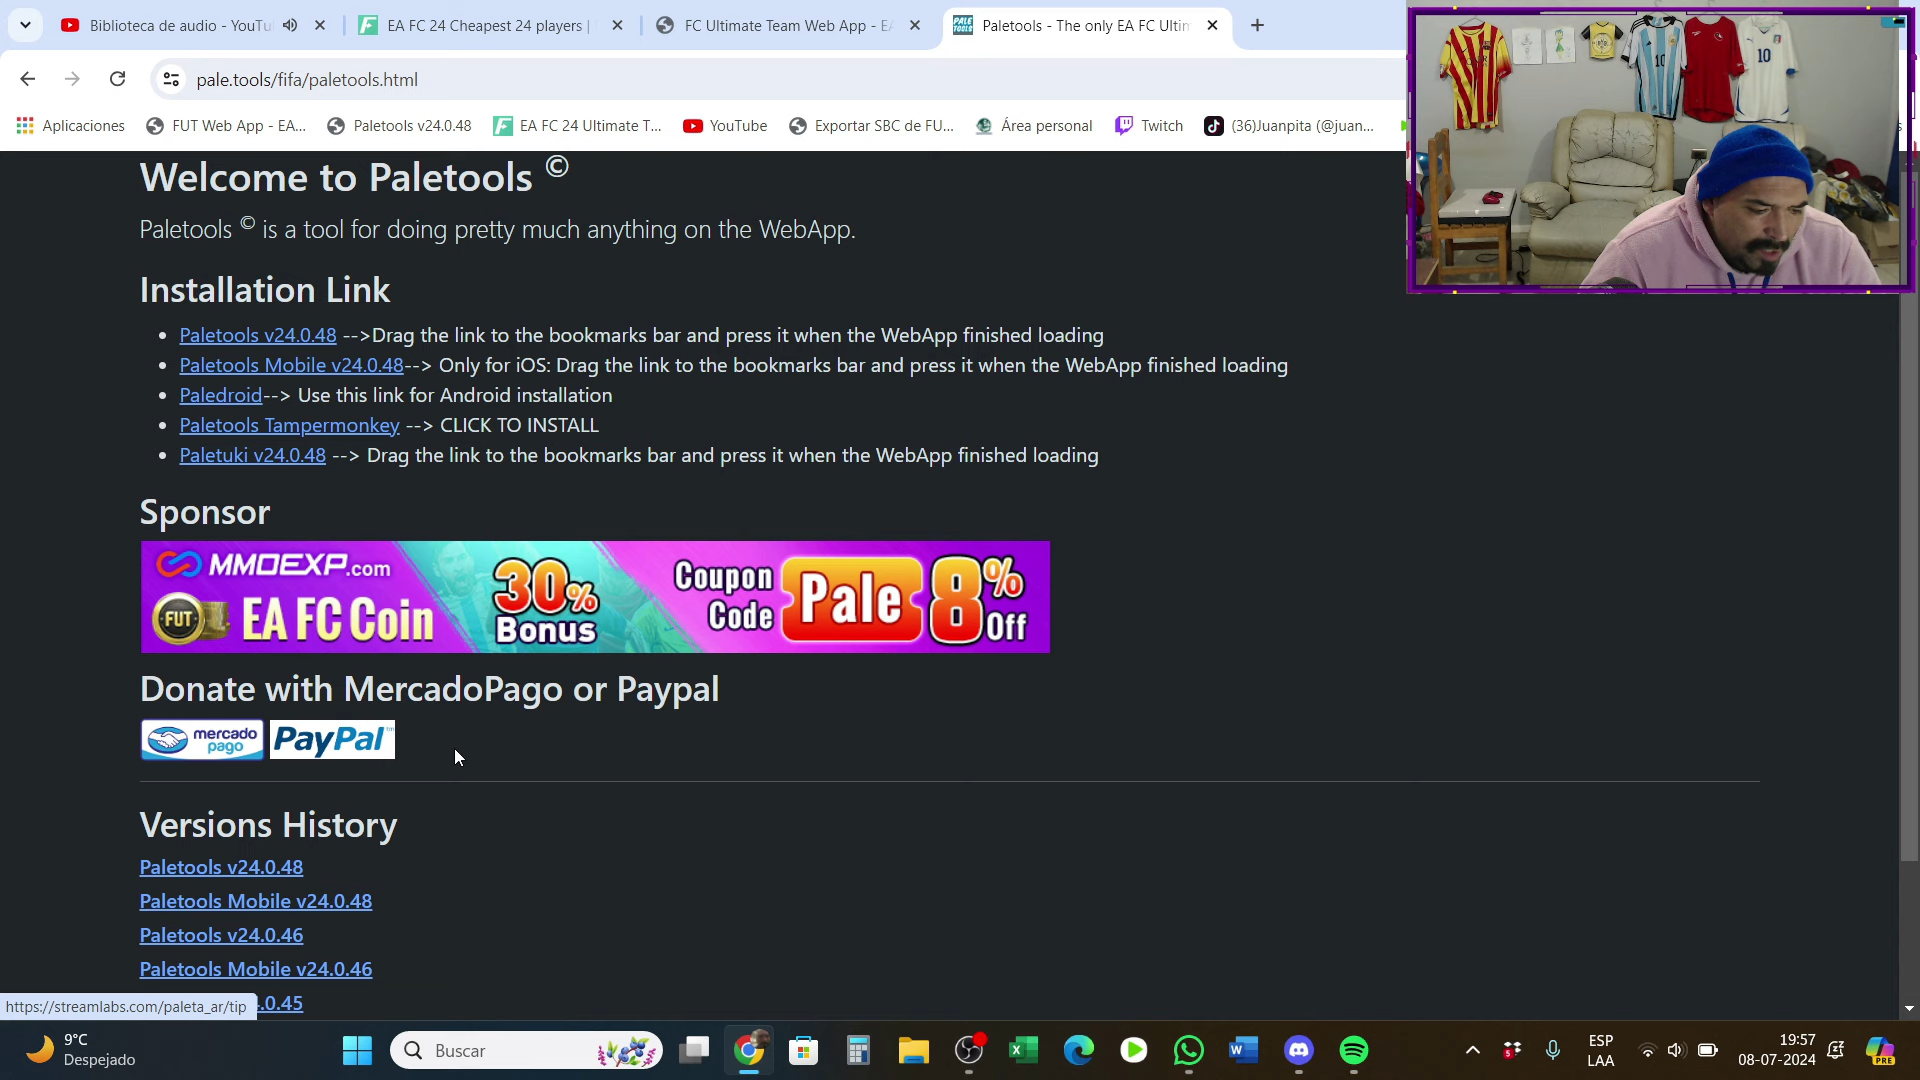 Biblioteca de audio - YouTu
EA FC 24 Cheapest 24 players |
FC Ultimate Team Web App - EA
Paletools - The only EA FC Ultim
pale.tools/fifa/paletools.html
Aplicaciones
FUT Web App - EA...
Paletools v24.0.48
EA FC 24 Ultimate T...
YouTube
Exportar SBC de FU...
Área personal
Twitch
(36)Juanpita (@juan...
Welcome to Paletools ©
Paletools © is a tool for doing pretty much anything on the WebApp.
Installation Link
Paletools v24.0.48 -->Drag the link to the bookmarks bar and press it when the WebApp finished loading
Paletools Mobile v24.0.48--> Only for iOS: Drag the link to the bookmarks bar and press it when the WebApp finished loading
Paledroid--> Use this link for Android installation
Paletools Tampermonkey --> CLICK TO INSTALL
Paletuki v24.0.48 --> Drag the link to the bookmarks bar and press it when the WebApp finished loading
Sponsor
MMOEXP.com
FUT EA FC Coin
30% Bonus
Coupon Code Pale 8% Off
Donate with MercadoPago or Paypal
mercado pago
PayPal
Versions History
Paletools v24.0.48
Paletools Mobile v24.0.48
Paletools v24.0.46
Paletools Mobile v24.0.46
.0.45
https://streamlabs.com/paleta_ar/tip
9°C
Despejado
Buscar
ESP
LAA
19:57
08-07-2024
PRE
10
10